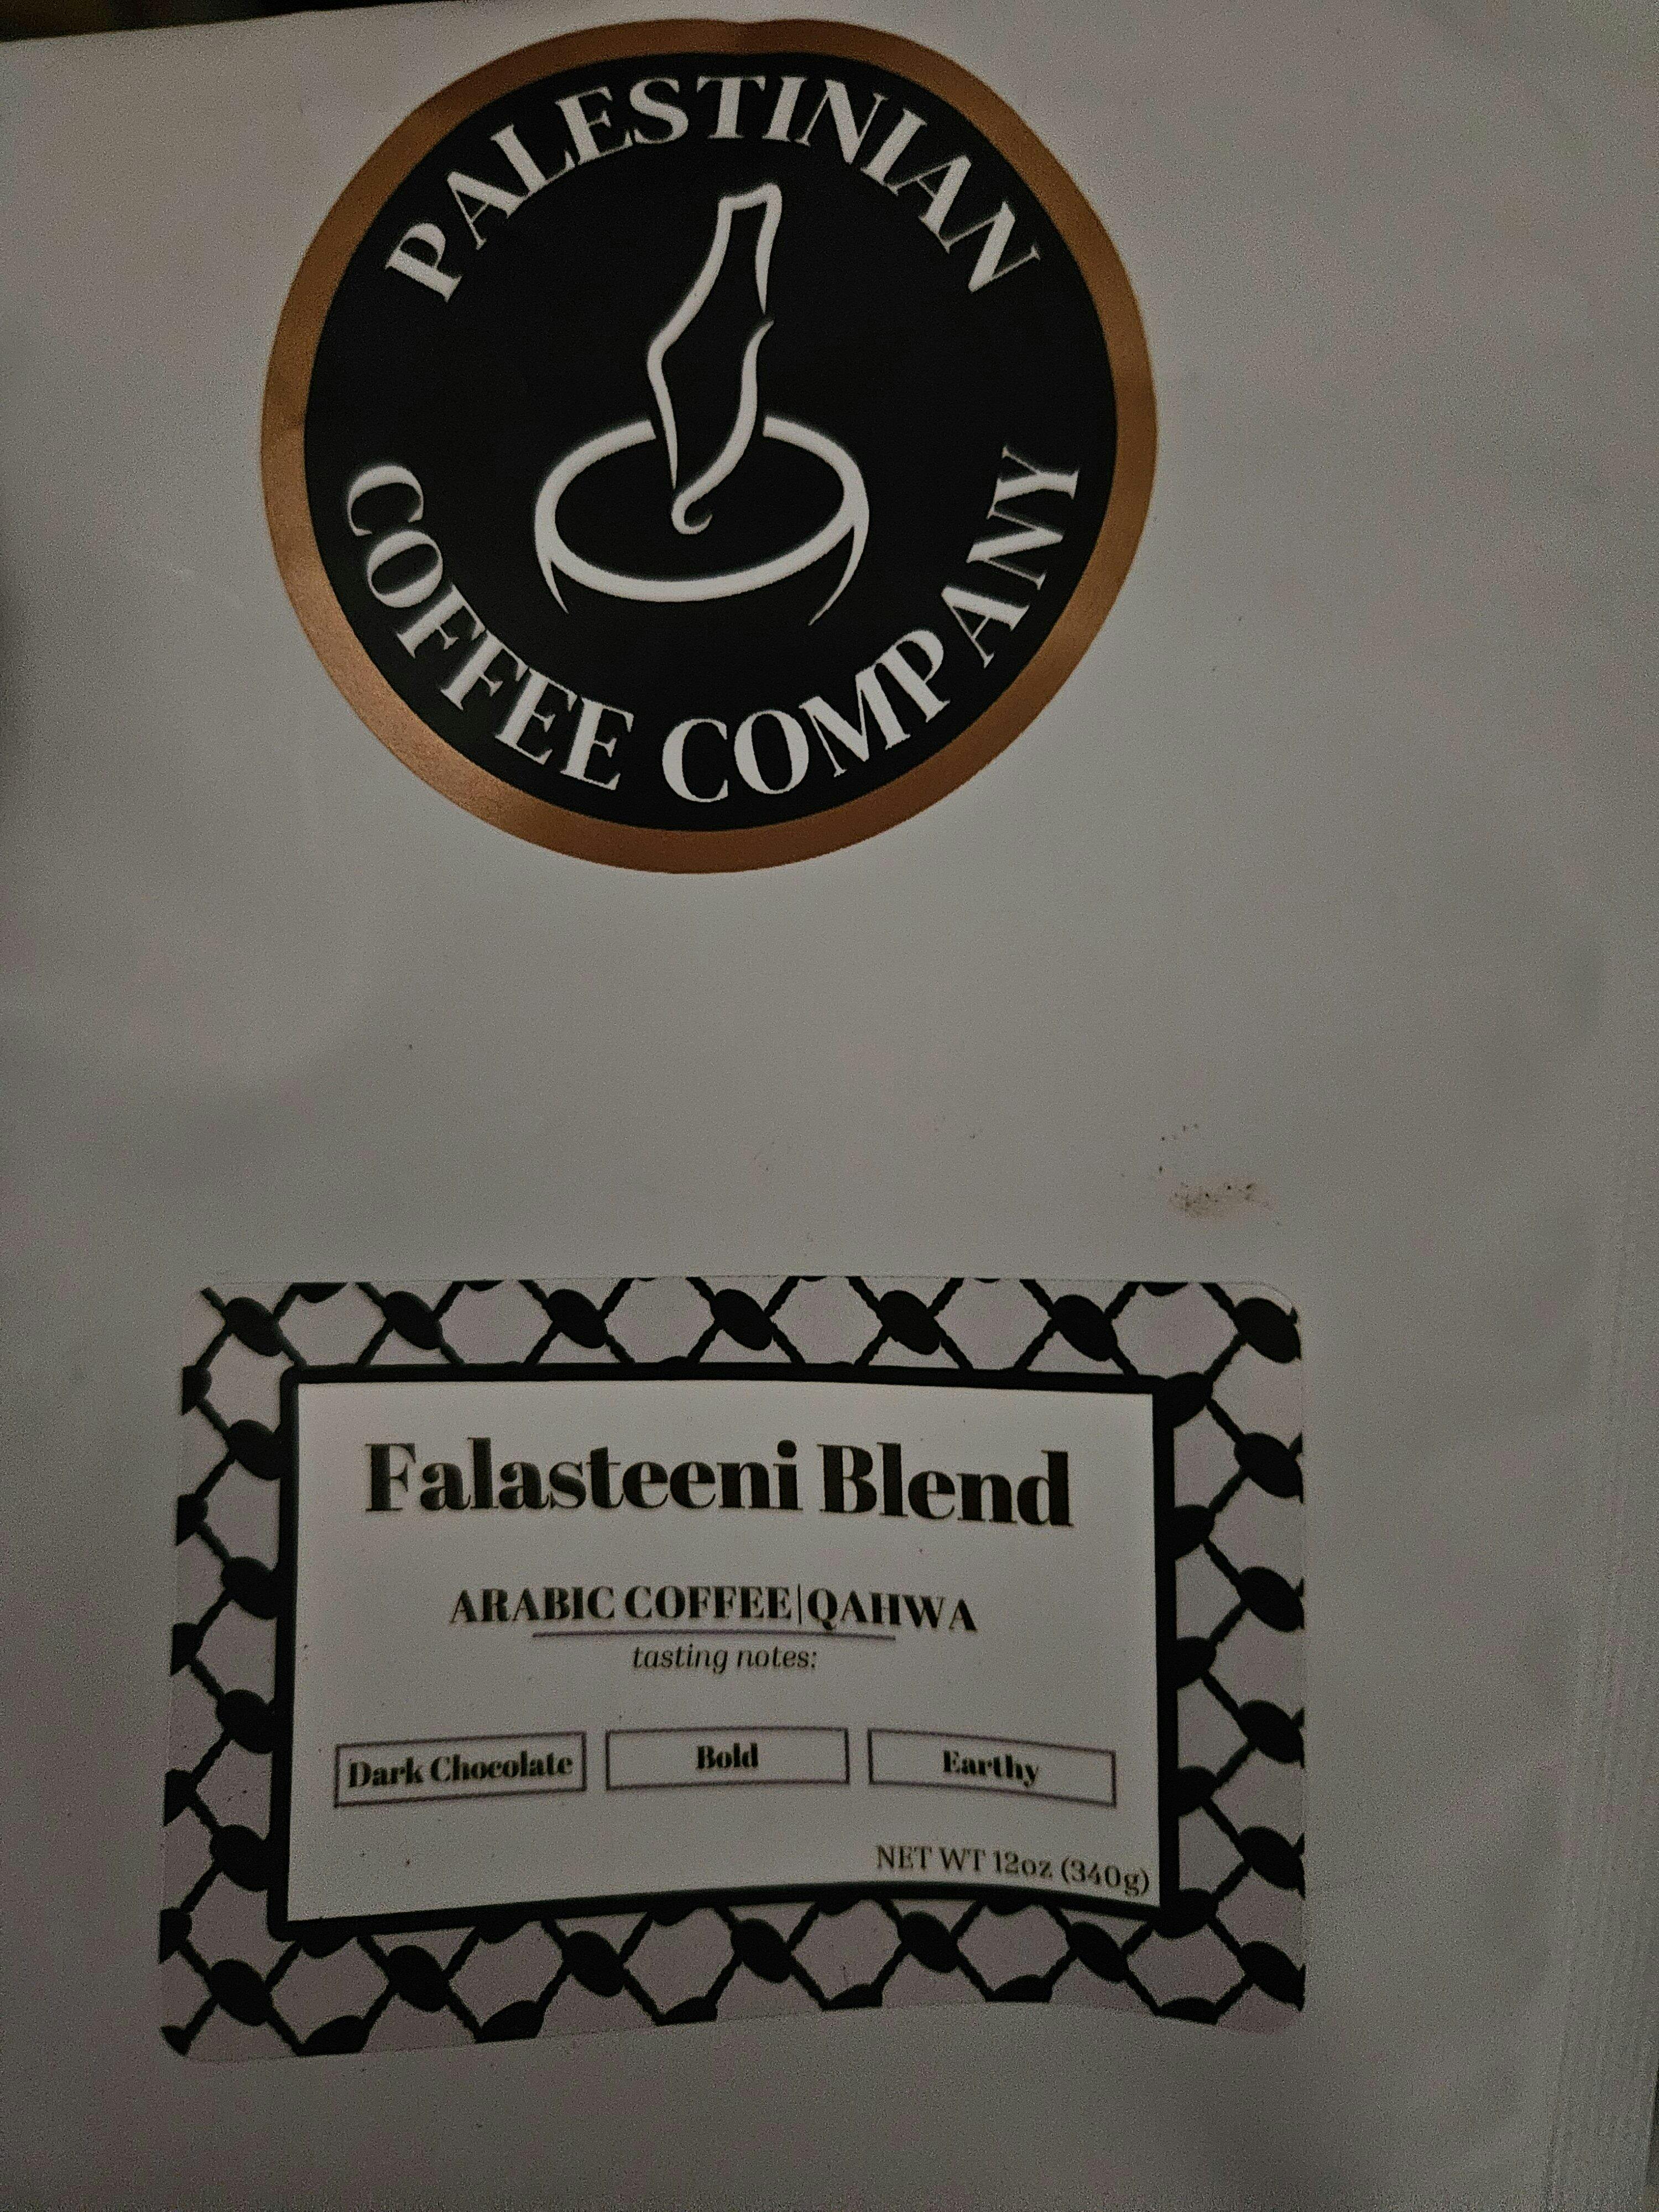 PALESTINIAN
COFFEE COMPANY
Falasteeni Blend
ARABIC COFFEE|QAHWA
tasting notes:
Dark Chocolate Bold Earthy
NET WT 12oz (340g)